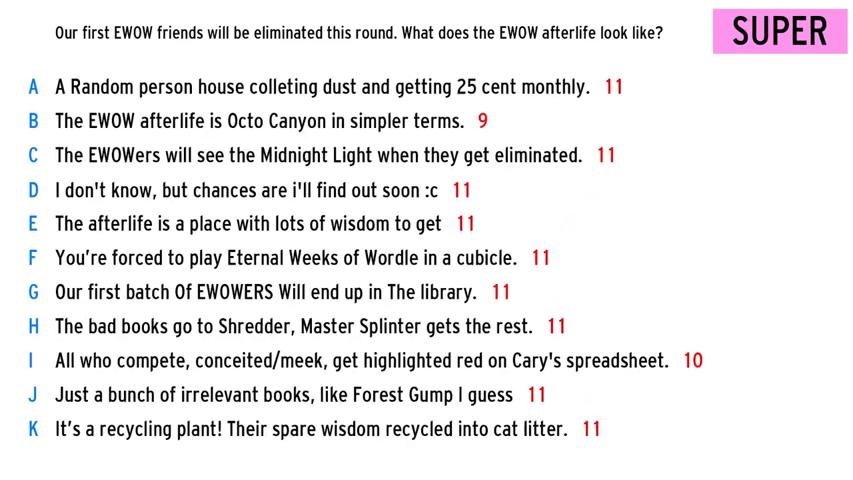 Our first EWOW friends will be eliminated this round. What does the EWOW afterlife look like?
SUPER
A A Random person house colleting dust and getting 25 cent monthly. 11
B The EWOW afterlife is Octo Canyon in simpler terms. 9
C The EWOWers will see the Midnight Light when they get eliminated. 11
D I don't know, but chances are i'll find out soon :c 11
E The afterlife is a place with lots of wisdom to get 11
F You’re forced to play Eternal Weeks of Wordle in a cubicle. 11
G Our first batch Of EWOWERS Will end up in The library. 11
H The bad books go to Shredder, Master Splinter gets the rest. 11
I All who compete, conceited/meek, get highlighted red on Cary's spreadsheet. 10
J Just a bunch of irrelevant books, like Forest Gump I guess 11
K It’s a recycling plant! Their spare wisdom recycled into cat litter. 11